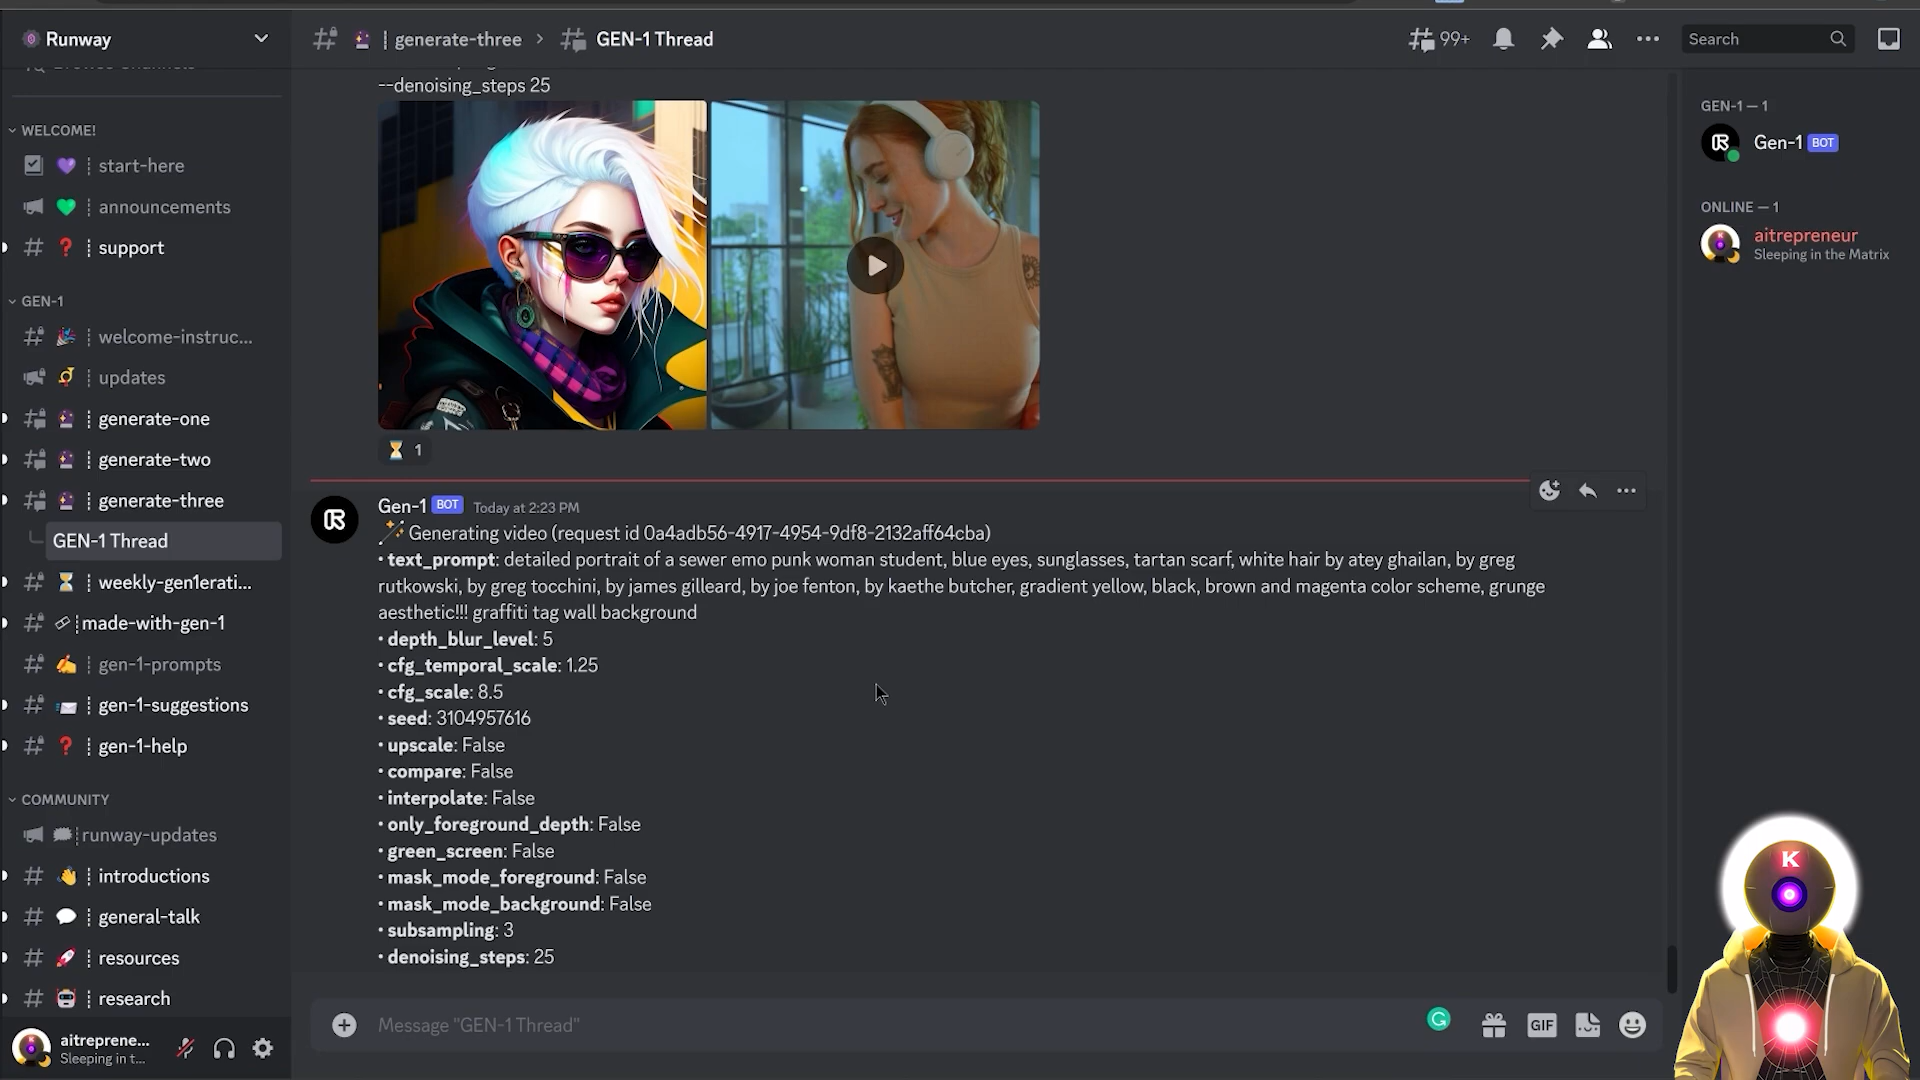 Runway
generate-three > GEN-1 Thread
99+
Search
WELCOME!
start-here
announcements
support
GEN-1
welcome-instruc...
updates
generate-one
generate-two
generate-three
GEN-1 Thread
weekly-gen1erati...
made-with-gen-1
gen-1-prompts
gen-1-suggestions
gen-1-help
COMMUNITY
runway-updates
introductions
general-talk
resources
research
aitreprene...
Sleeping in t...
--denoising_steps 25
1
Gen-1 BOT Today at 2:23 PM
Generating video (request id 0a4adb56-4917-4954-9df8-2132aff64cba)
• text_prompt: detailed portrait of a sewer emo punk woman student, blue eyes, sunglasses, tartan scarf, white hair by atey ghailan, by greg
rutkowski, by greg tocchini, by james gilleard, by joe fenton, by kaethe butcher, gradient yellow, black, brown and magenta color scheme, grunge
aesthetic!!! graffiti tag wall background
• depth_blur_level: 5
• cfg_temporal_scale: 1.25
• cfg_scale: 8.5
• seed: 3104957616
• upscale: False
• compare: False
• interpolate: False
• only_foreground_depth: False
• green_screen: False
• mask_mode_foreground: False
• mask_mode_background: False
• subsampling: 3
• denoising_steps: 25
Message "GEN-1 Thread"
GIF
GEN-1 — 1
Gen-1 BOT
ONLINE — 1
aitrepreneur
Sleeping in the Matrix
K